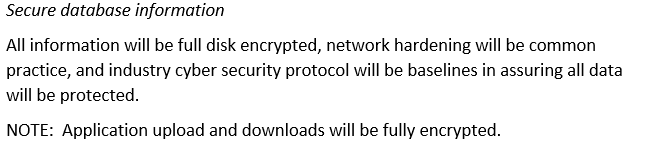 Secure database information
All information will be full disk encrypted, network hardening will be common
practice, and industry cyber security protocol will be baselines in assuring all data
will be protected.
NOTE:  Application upload and downloads will be fully encrypted.